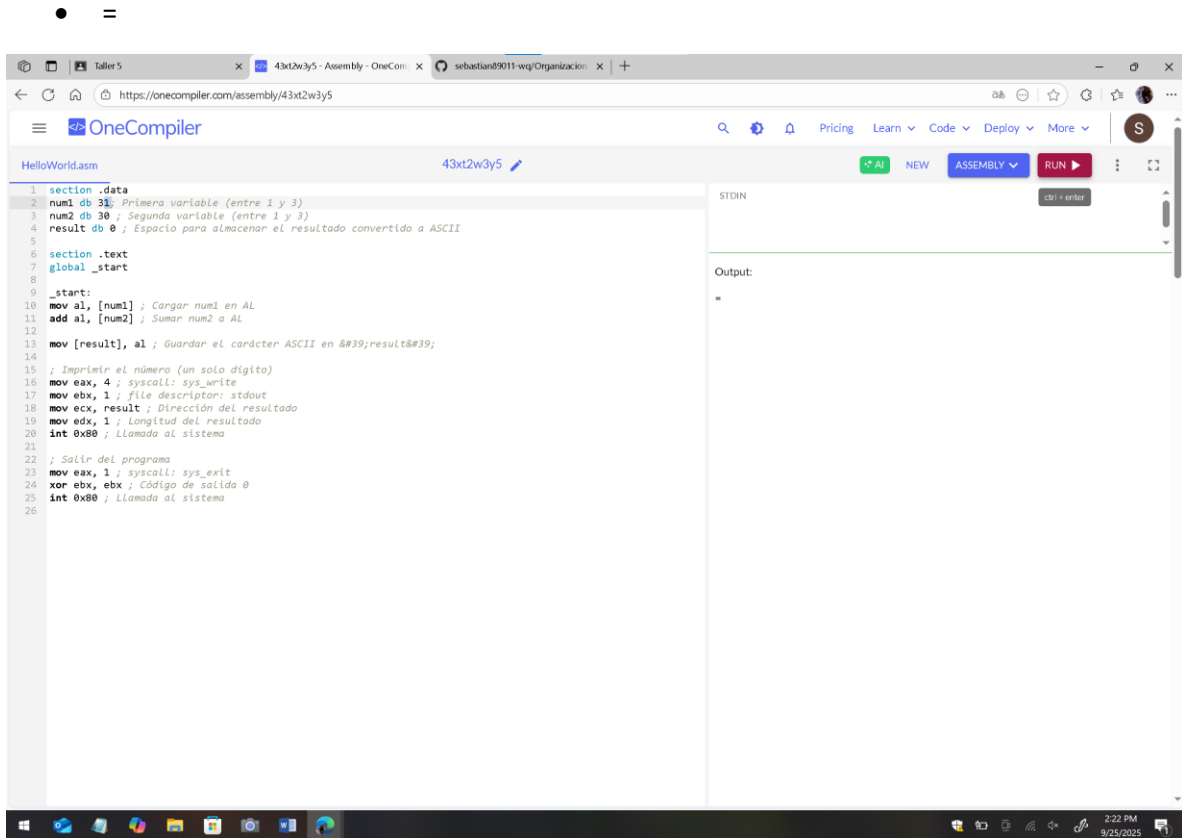 • =
Taller 5
43xt2w3y5 - Assembly - OneCom
sebastian89011-wq/Organizacion
https://onecompiler.com/assembly/43xt2w3y5
OneCompiler
Pricing Learn Code Deploy More S
HelloWorld.asm 43xt2w3y5 AI NEW ASSEMBLY RUN
ctrl + enter
1 section .data
2 num1 db 31; Primera variable (entre 1 y 3)
3 num2 db 30 ; Segunda variable (entre 1 y 3)
4 result db 0 ; Espacio para almacenar el resultado convertido a ASCII
5
6 section .text
7 global _start
8
9 _start:
10 mov al, [num1] ; Cargar num1 en AL
11 add al, [num2] ; Sumar num2 a AL
12
13 mov [result], al ; Guardar el carácter ASCII en &#39;result&#39;
14
15 ; Imprimir el número (un solo dígito)
16 mov eax, 4 ; syscall: sys_write
17 mov ebx, 1 ; file descriptor: stdout
18 mov ecx, result ; Dirección del resultado
19 mov edx, 1 ; Longitud del resultado
20 int 0x80 ; Llamada al sistema
21
22 ; Salir del programa
23 mov eax, 1 ; syscall: sys_exit
24 xor ebx, ebx ; Código de salida 0
25 int 0x80 ; Llamada al sistema
26
STDIN
Output:
=
2:22 PM
9/25/2025